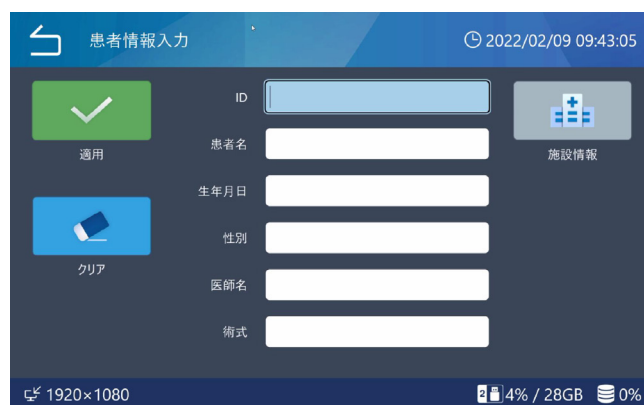 患者情報入力
2022/02/09 09:43:05
ID
適用
患者名
施設情報
生年月日
性別
クリア
医師名
術式
1920×1080
2 4% / 28GB 0%